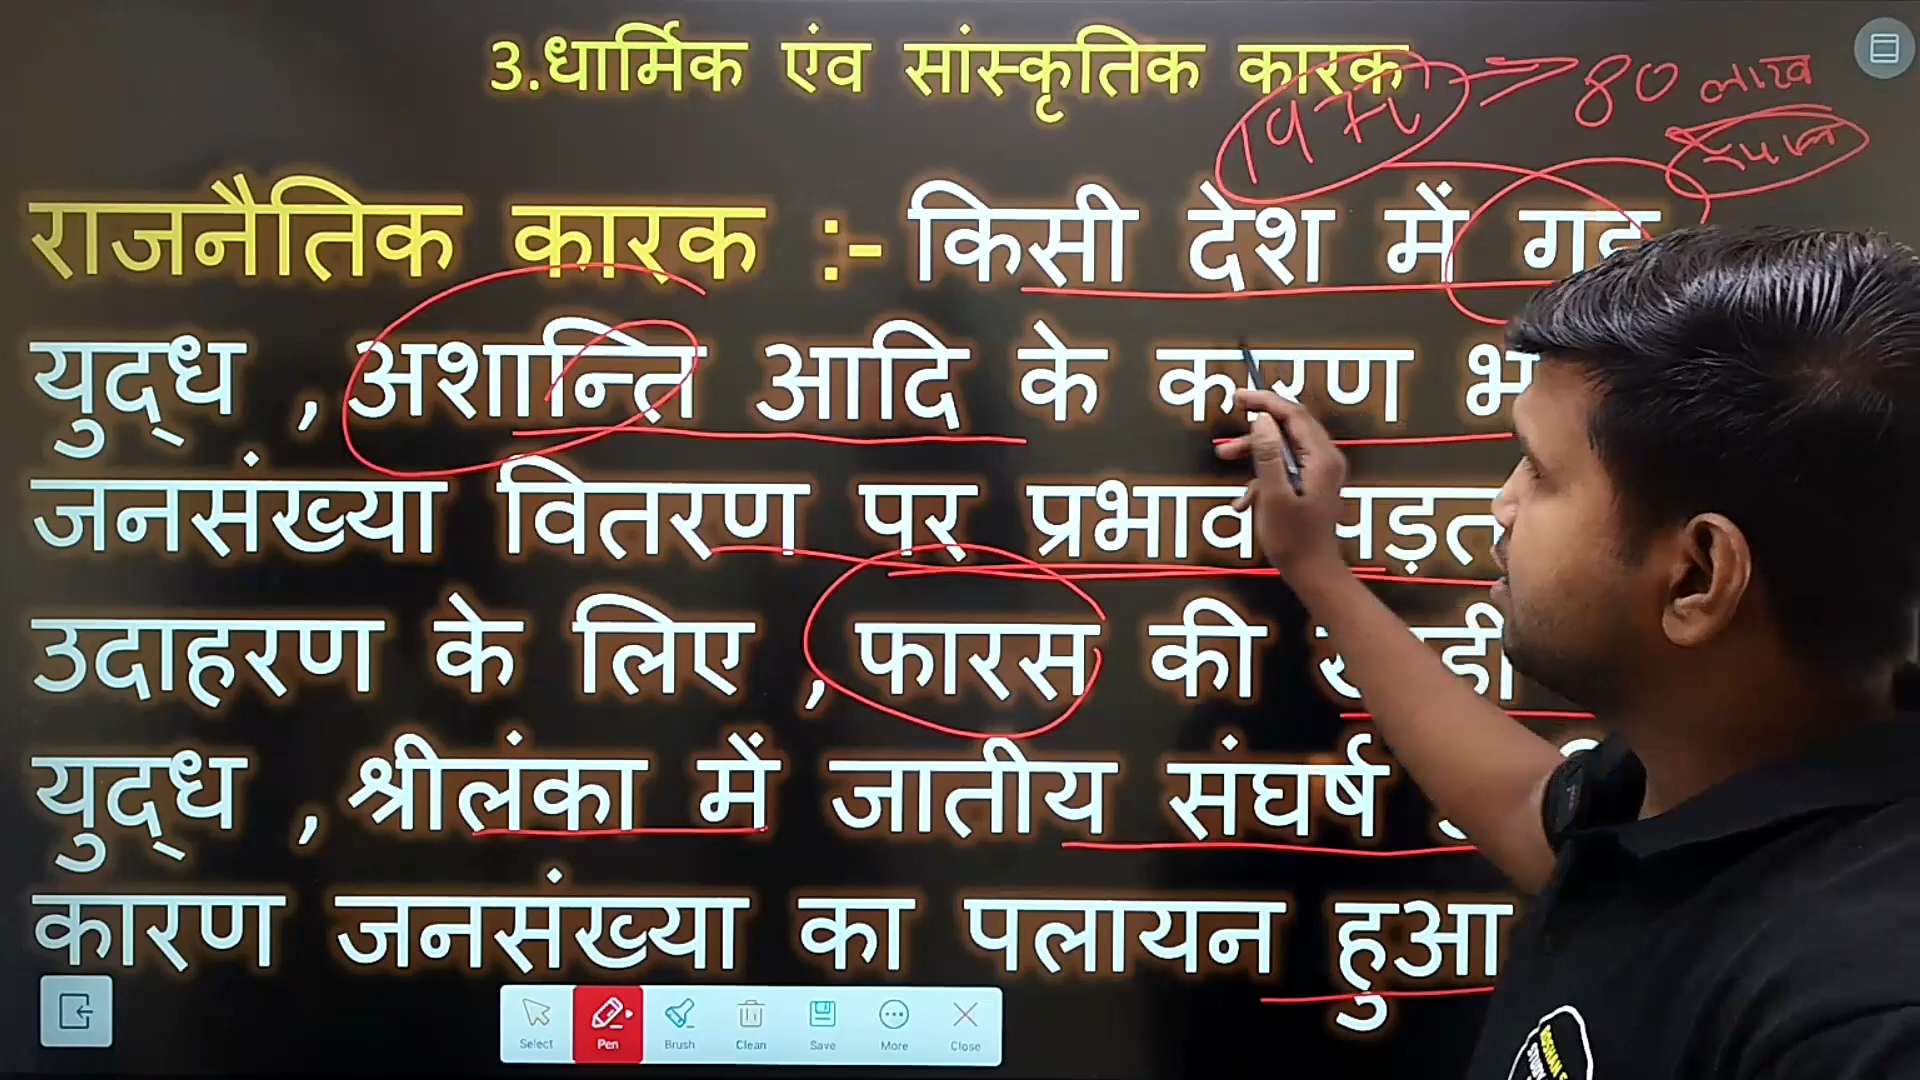 3.धार्मिक एंव सांस्कृतिक कारक
1971 → 80 लाख
राजनैतिक कारक :- किसी देश में गृह
युद्ध , अशान्ति आदि के कारण
जनसंख्या वितरण पर प्रभाव
उदाहरण के लिए , फारस की
युद्ध , श्रीलंका में जातीय संघर्ष
कारण जनसंख्या का पलायन हुआ
Select Pen Brush Clean Save More Close